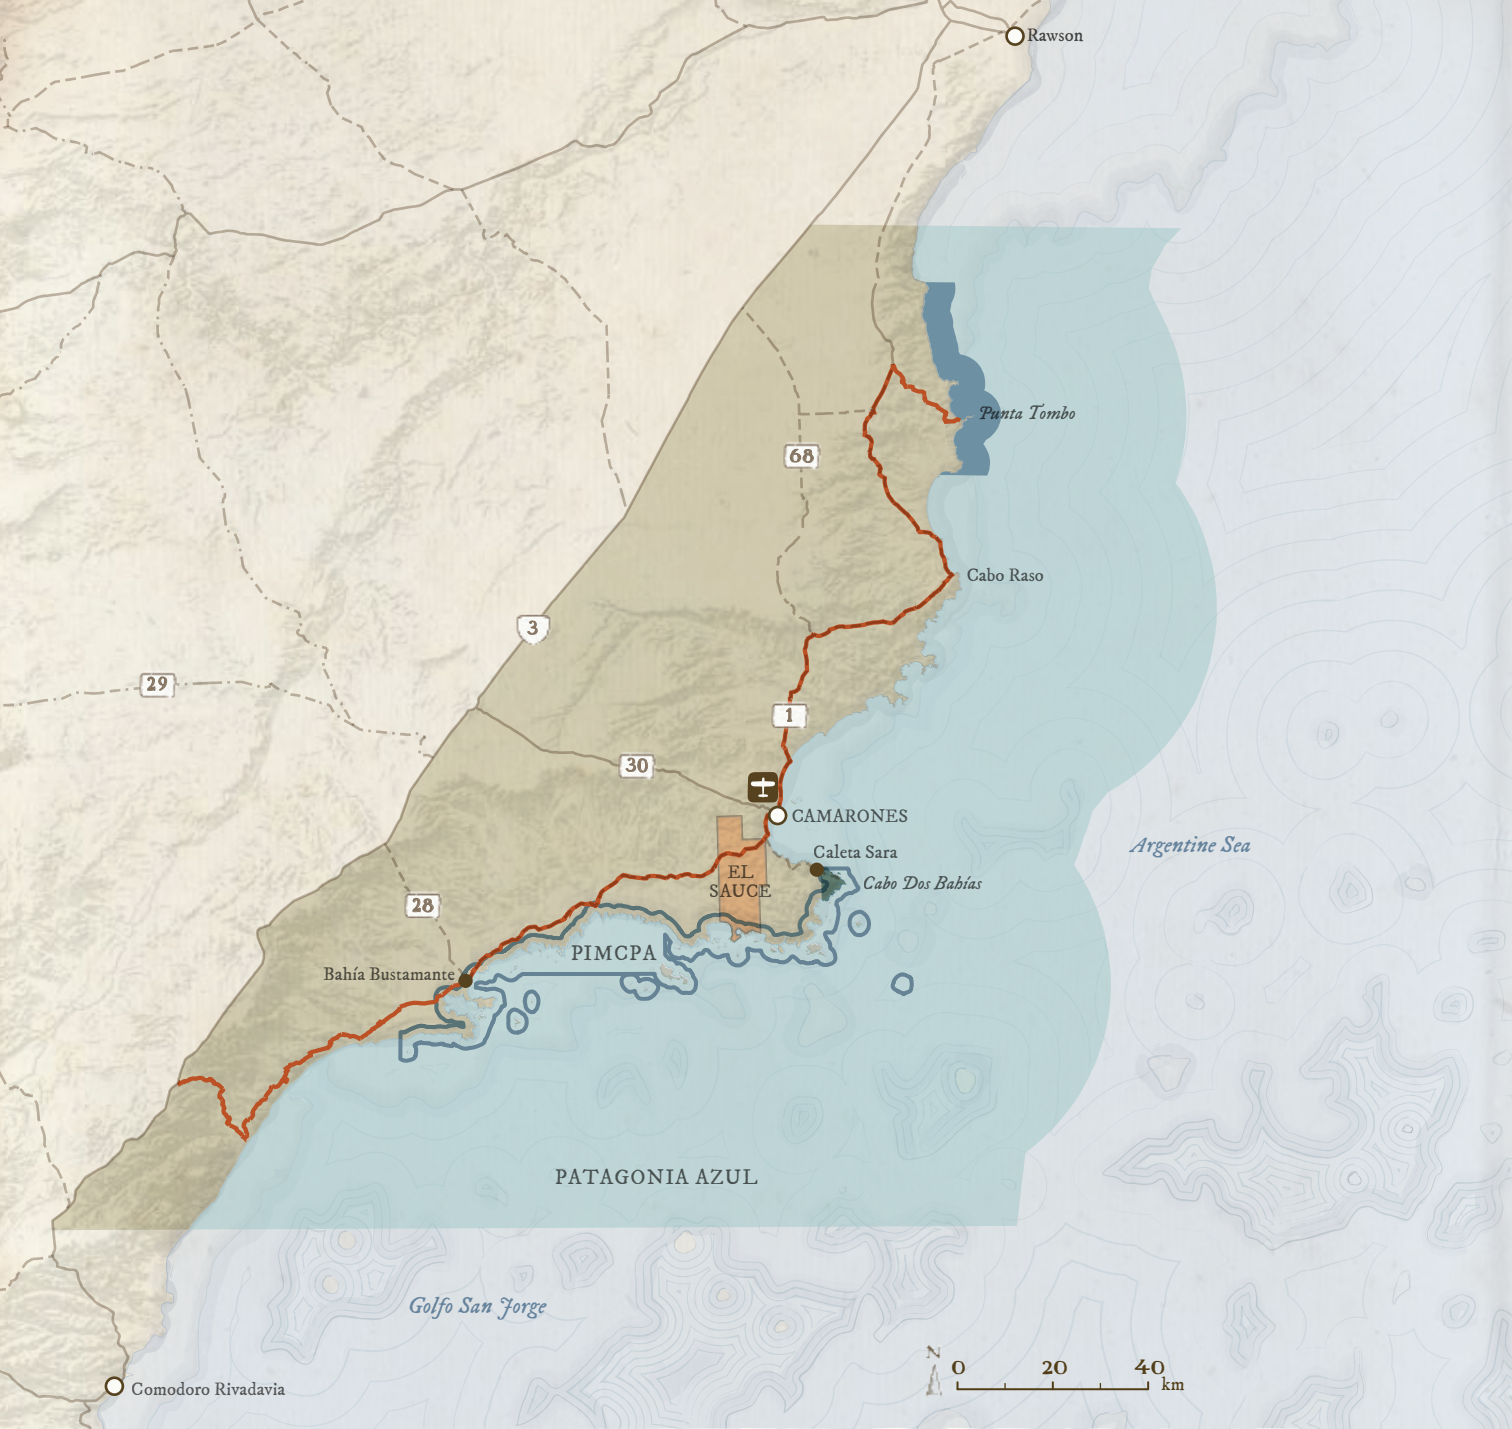 Rawson
Punta Tombo
68
Cabo Raso
3
29
1
30
CAMARONES
Argentine Sea
Caleta Sara
EL
SAUCE
Cabo Dos Bahías
28
PIMCPA
Bahía Bustamante
PATAGONIA AZUL
Golfo San Jorge
N
0 20 40
km
Comodoro Rivadavia